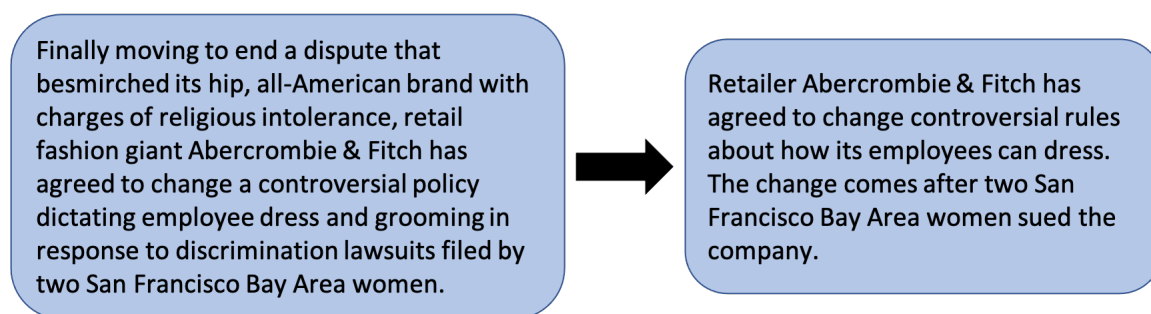 Finally moving to end a dispute that
besmirched its hip, all-American brand with
charges of religious intolerance, retail
fashion giant Abercrombie & Fitch has
agreed to change a controversial policy
dictating employee dress and grooming in
response to discrimination lawsuits filed by
two San Francisco Bay Area women.
Retailer Abercrombie & Fitch has
agreed to change controversial rules
about how its employees can dress.
The change comes after two San
Francisco Bay Area women sued the
company.